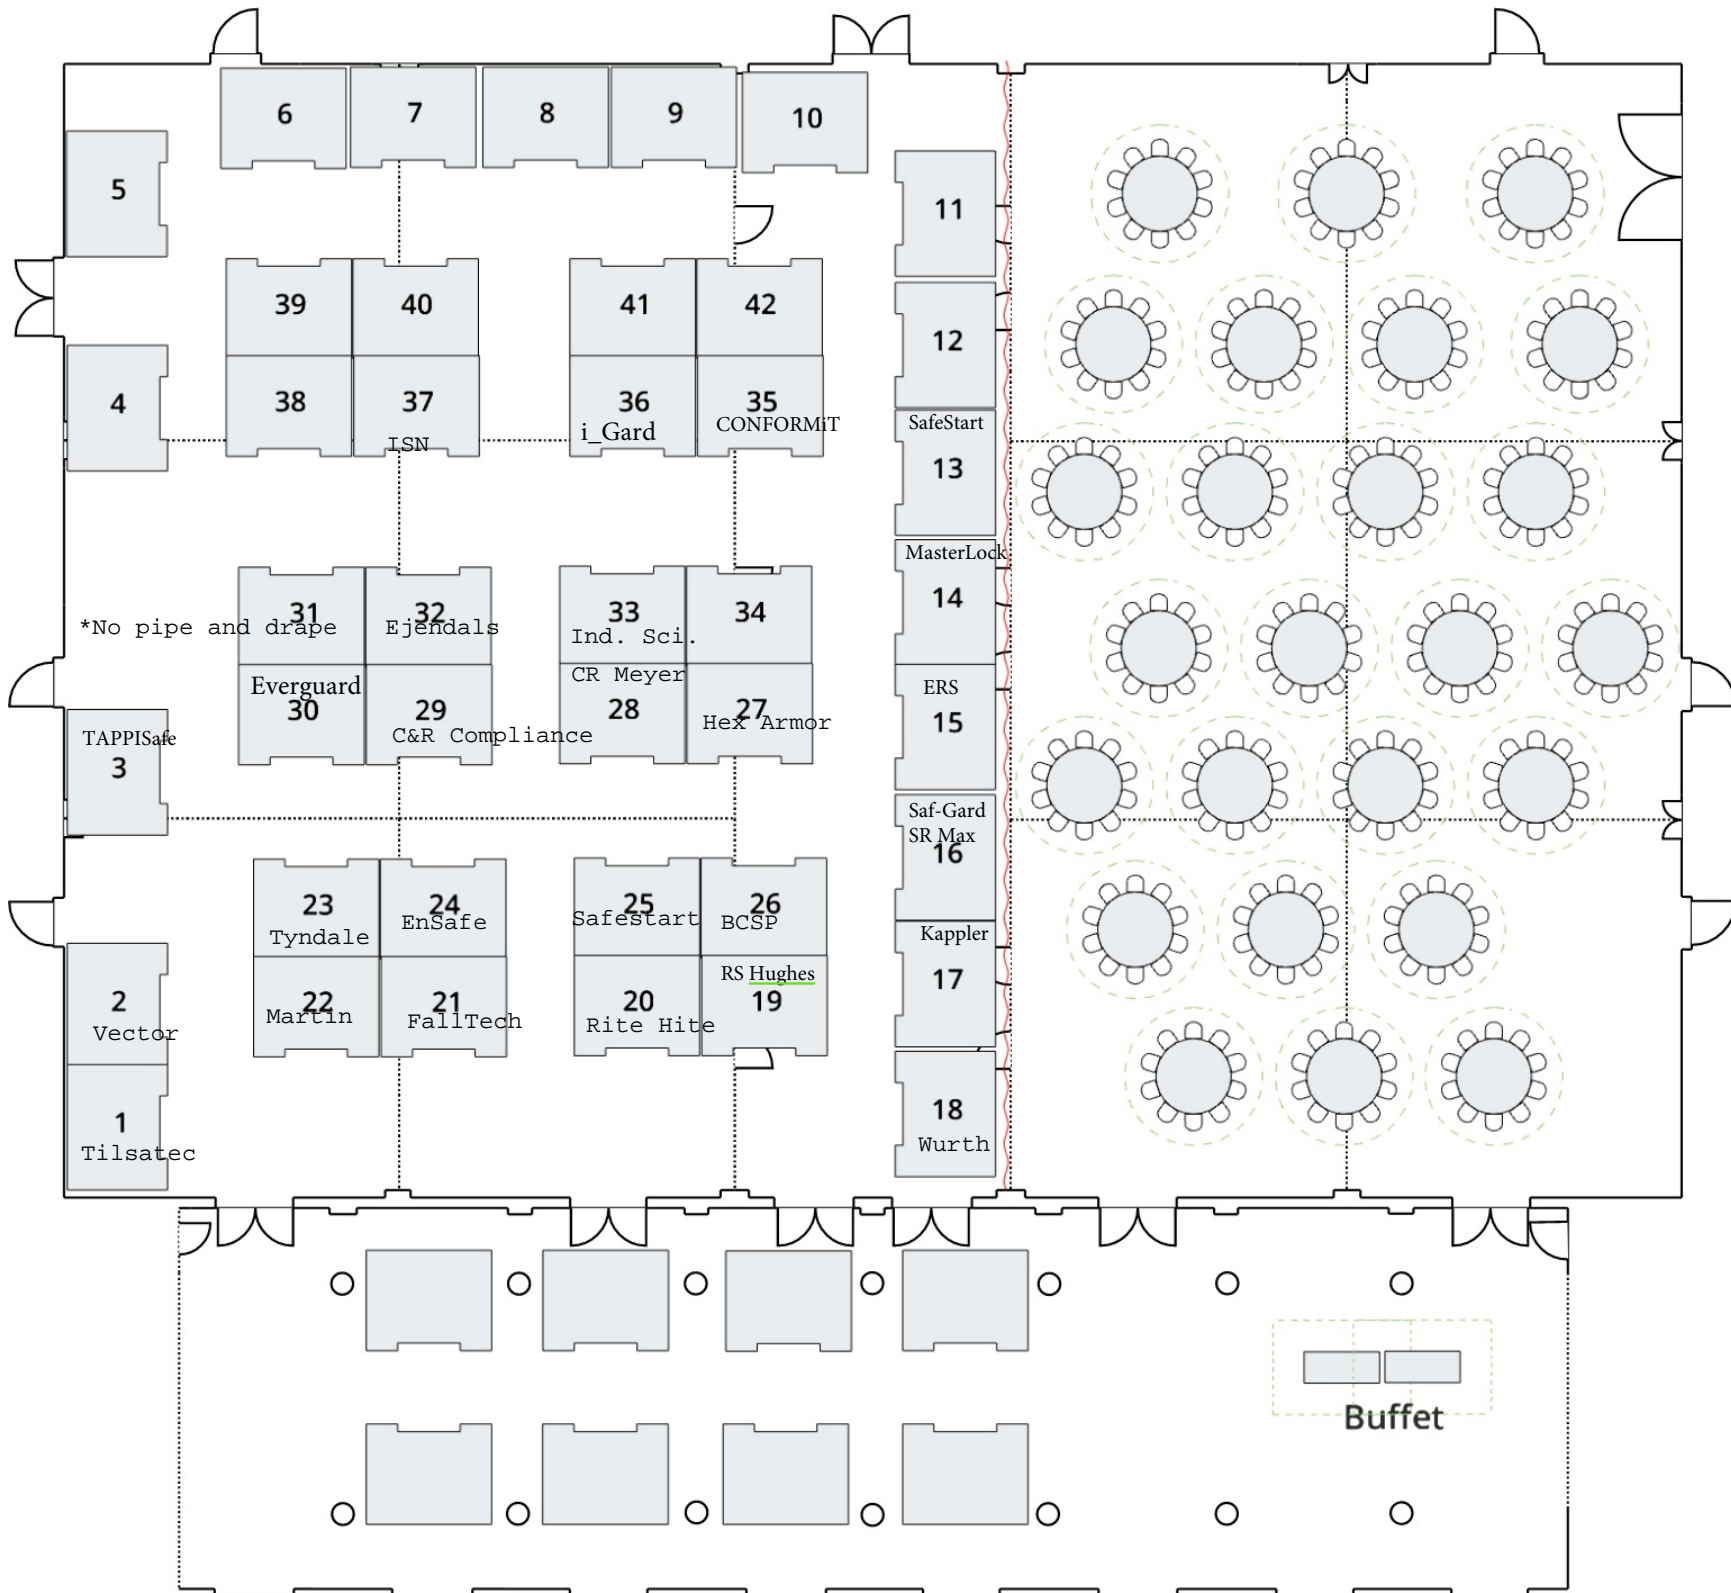 6
7
8
9
10
5
11
39
40
41
42
12
4
38
37
ISN
36
i_Gard
35
CONFORMiT
SafeStart
13
MasterLock
14
*No pipe and drape
31
32
Ejendals
33
Ind. Sci.
34
Everguard
30
29
C&R Compliance
CR Meyer
28
27
Hex Armor
ERS
15
TAPPISafe
3
Saf-Gard
SR Max
16
23
Tyndale
24
EnSafe
25
Safestart
26
BCSP
Kappler
17
2
Vector
22
Martin
21
FallTech
20
Rite Hite
RS Hughes
19
1
Tilsatec
18
Wurth
Buffet